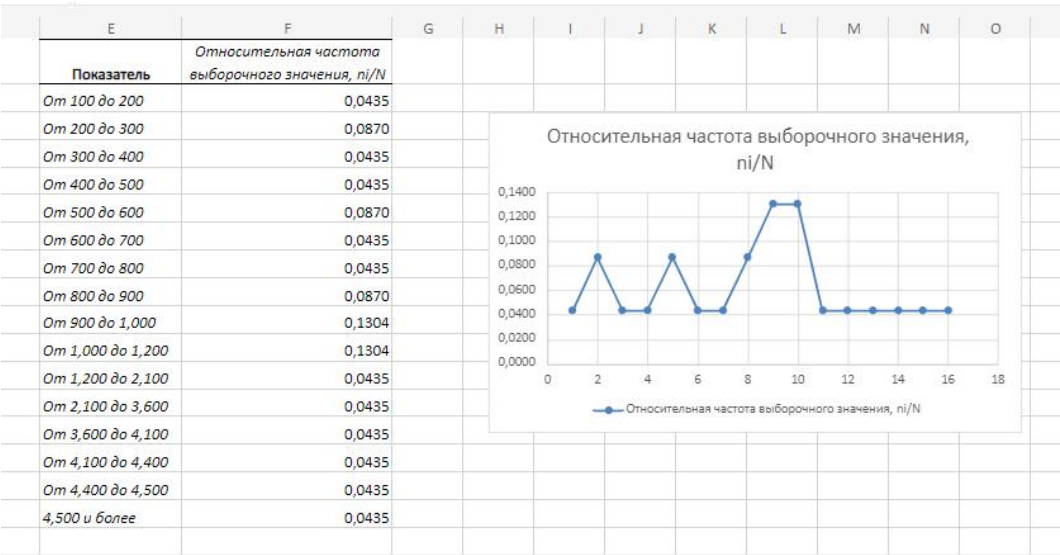 E F G H I J K L M N O
Относительная частота
Показатель выборочного значения, ni/N
От 100 до 200 0,0435
От 200 до 300 0,0870
От 300 до 400 0,0435
От 400 до 500 0,0435
От 500 до 600 0,0870
От 600 до 700 0,0435
От 700 до 800 0,0435
От 800 до 900 0,0870
От 900 до 1,000 0,1304
От 1,000 до 1,200 0,1304
От 1,200 до 2,100 0,0435
От 2,100 до 3,600 0,0435
От 3,600 до 4,100 0,0435
От 4,100 до 4,400 0,0435
От 4,400 до 4,500 0,0435
4,500 и более 0,0435
Относительная частота выборочного значения,
ni/N
0,1400
0,1200
0,1000
0,0800
0,0600
0,0400
0,0200
0,0000
0 2 4 6 8 10 12 14 16 18
Относительная частота выборочного значения, ni/N